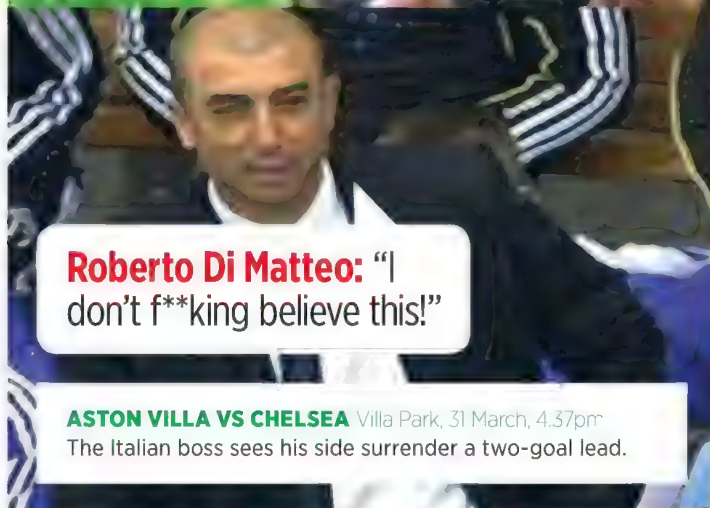 Roberto Di Matteo: “I
don’t f**king believe this!”
ASTON VILLA VS CHELSEA Villa Park, 31 March, 4.37pm
The Italian boss sees his side surrender a two-goal lead.